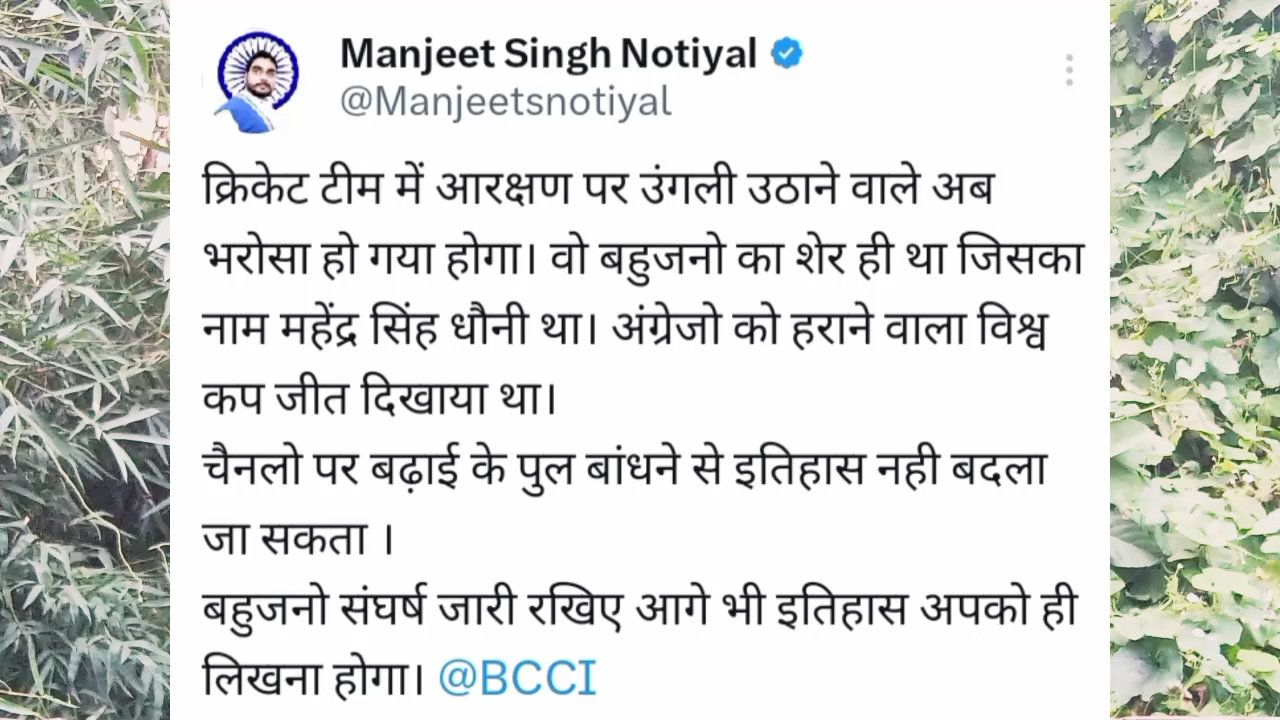 Manjeet Singh Notiyal
@Manjeetsnotiyal
क्रिकेट टीम में आरक्षण पर उंगली उठाने वाले अब
भरोसा हो गया होगा। वो बहुजनो का शेर ही था जिसका
नाम महेंद्र सिंह धौनी था। अंग्रेजो को हराने वाला विश्व
कप जीत दिखाया था।
चैनलो पर बढ़ाई के पुल बांधने से इतिहास नही बदला
जा सकता ।
बहुजनो संघर्ष जारी रखिए आगे भी इतिहास अपको ही
लिखना होगा। @BCCI